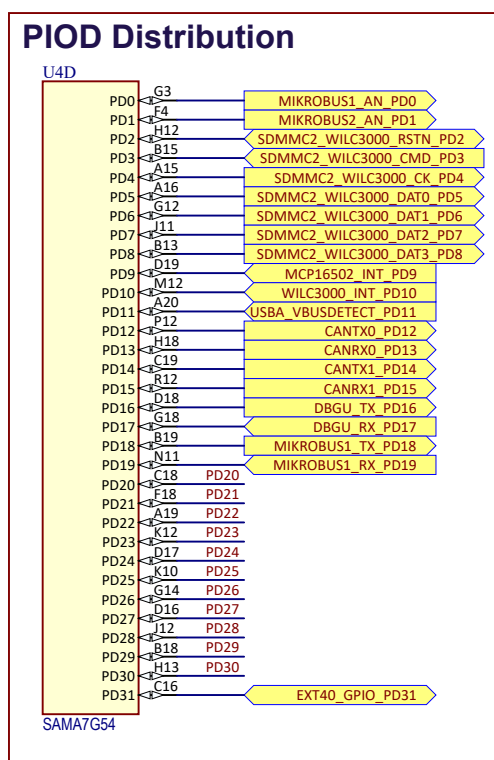 PIOD Distribution
U4D
PD0 G3 MIKROBUS1_AN_PD0
PD1 F4 MIKROBUS2_AN_PD1
PD2 H12 SDMMC2_WILC3000_RSTN_PD2
PD3 B15 SDMMC2_WILC3000_CMD_PD3
PD4 A15 SDMMC2_WILC3000_CK_PD4
PD5 A16 SDMMC2_WILC3000_DAT0_PD5
PD6 G12 SDMMC2_WILC3000_DAT1_PD6
PD7 J11 SDMMC2_WILC3000_DAT2_PD7
PD8 B13 SDMMC2_WILC3000_DAT3_PD8
PD9 D19 MCP16502_INT_PD9
PD10 M12 WILC3000_INT_PD10
PD11 A20 USBA_VBUSDETECT_PD11
PD12 P12 CANTX0_PD12
PD13 H18 CANRX0_PD13
PD14 C19 CANTX1_PD14
PD15 R12 CANRX1_PD15
PD16 D18 DBGU_TX_PD16
PD17 G18 DBGU_RX_PD17
PD18 B19 MIKROBUS1_TX_PD18
PD19 N11 MIKROBUS1_RX_PD19
PD20 C18 PD20
PD21 F18 PD21
PD22 A19 PD22
PD23 K12 PD23
PD24 D17 PD24
PD25 K10 PD25
PD26 G14 PD26
PD27 D16 PD27
PD28 J12 PD28
PD29 B18 PD29
PD30 H13 PD30
PD31 C16 EXT40_GPIO_PD31
SAMA7G54